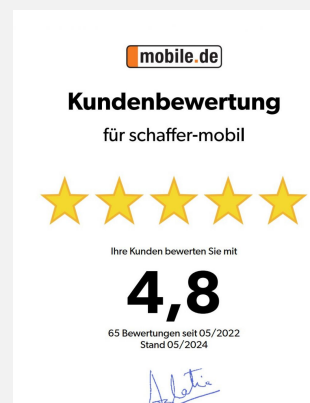 mobile.de
Kundenbewertung
für schaffer-mobil
Ihre Kunden bewerten Sie mit
4,8
65 Bewertungen seit 05/2022
Stand 05/2024